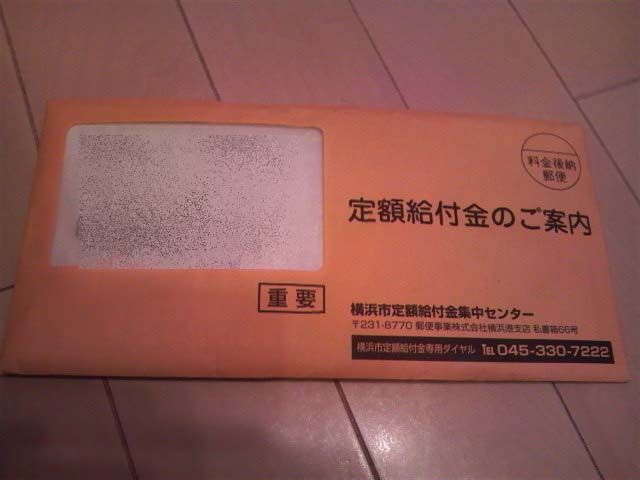 料金後納
郵便
定額給付金のご案内
重要
横浜市定額給付金集中センター
〒231-8770 郵便事業株式会社横浜港支店 私書箱66号
横浜市定額給付金専用ダイヤル TEL 045-330-7222